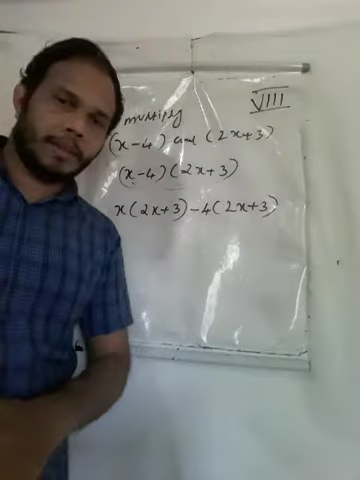 VIII
multiply
(x-4) and (2x+3)
(x-4)(2x+3)
x(2x+3)-4(2x+3)